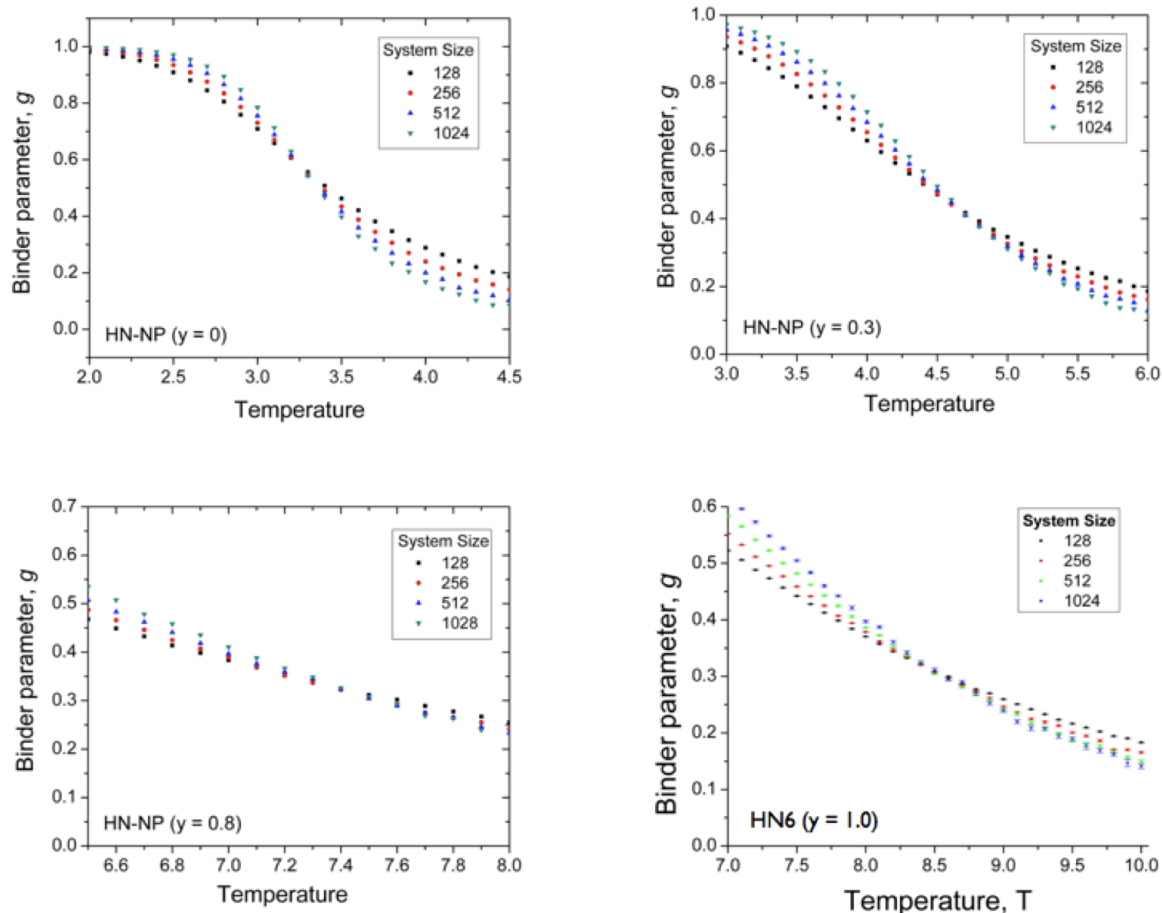 Binder parameter, g
1.0
0.8
0.6
0.4
0.2
0.0
System Size
128
256
512
1024
HN-NP (y = 0)
2.0 2.5 3.0 3.5 4.0 4.5
Temperature
Binder parameter, g
1.0
0.8
0.6
0.4
0.2
0.0
System Size
128
256
512
1024
HN-NP (y = 0.3)
3.0 3.5 4.0 4.5 5.0 5.5 6.0
Temperature
Binder parameter, g
0.7
0.6
0.5
0.4
0.3
0.2
0.1
0.0
System Size
128
256
512
1028
HN-NP (y = 0.8)
6.6 6.8 7.0 7.2 7.4 7.6 7.8 8.0
Temperature
Binder parameter, g
0.6
0.5
0.4
0.3
0.2
0.1
0.0
System Size
128
256
512
1024
HN6 (y = 1.0)
7.0 7.5 8.0 8.5 9.0 9.5 10.0
Temperature, T